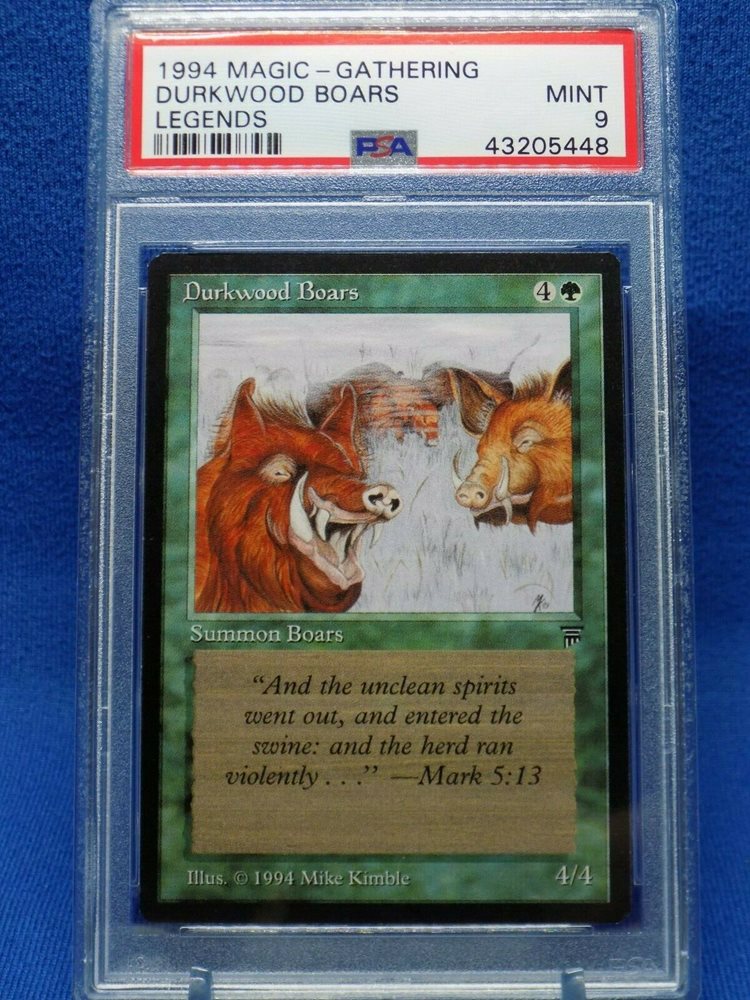 1994 MAGIC – GATHERING
DURKWOOD BOARS MINT
LEGENDS 9
PSA 43205448
Durkwood Boars 4
Summon Boars
“And the unclean spirits
went out, and entered the
swine: and the herd ran
violently . . .” —Mark 5:13
Illus. © 1994 Mike Kimble 4/4